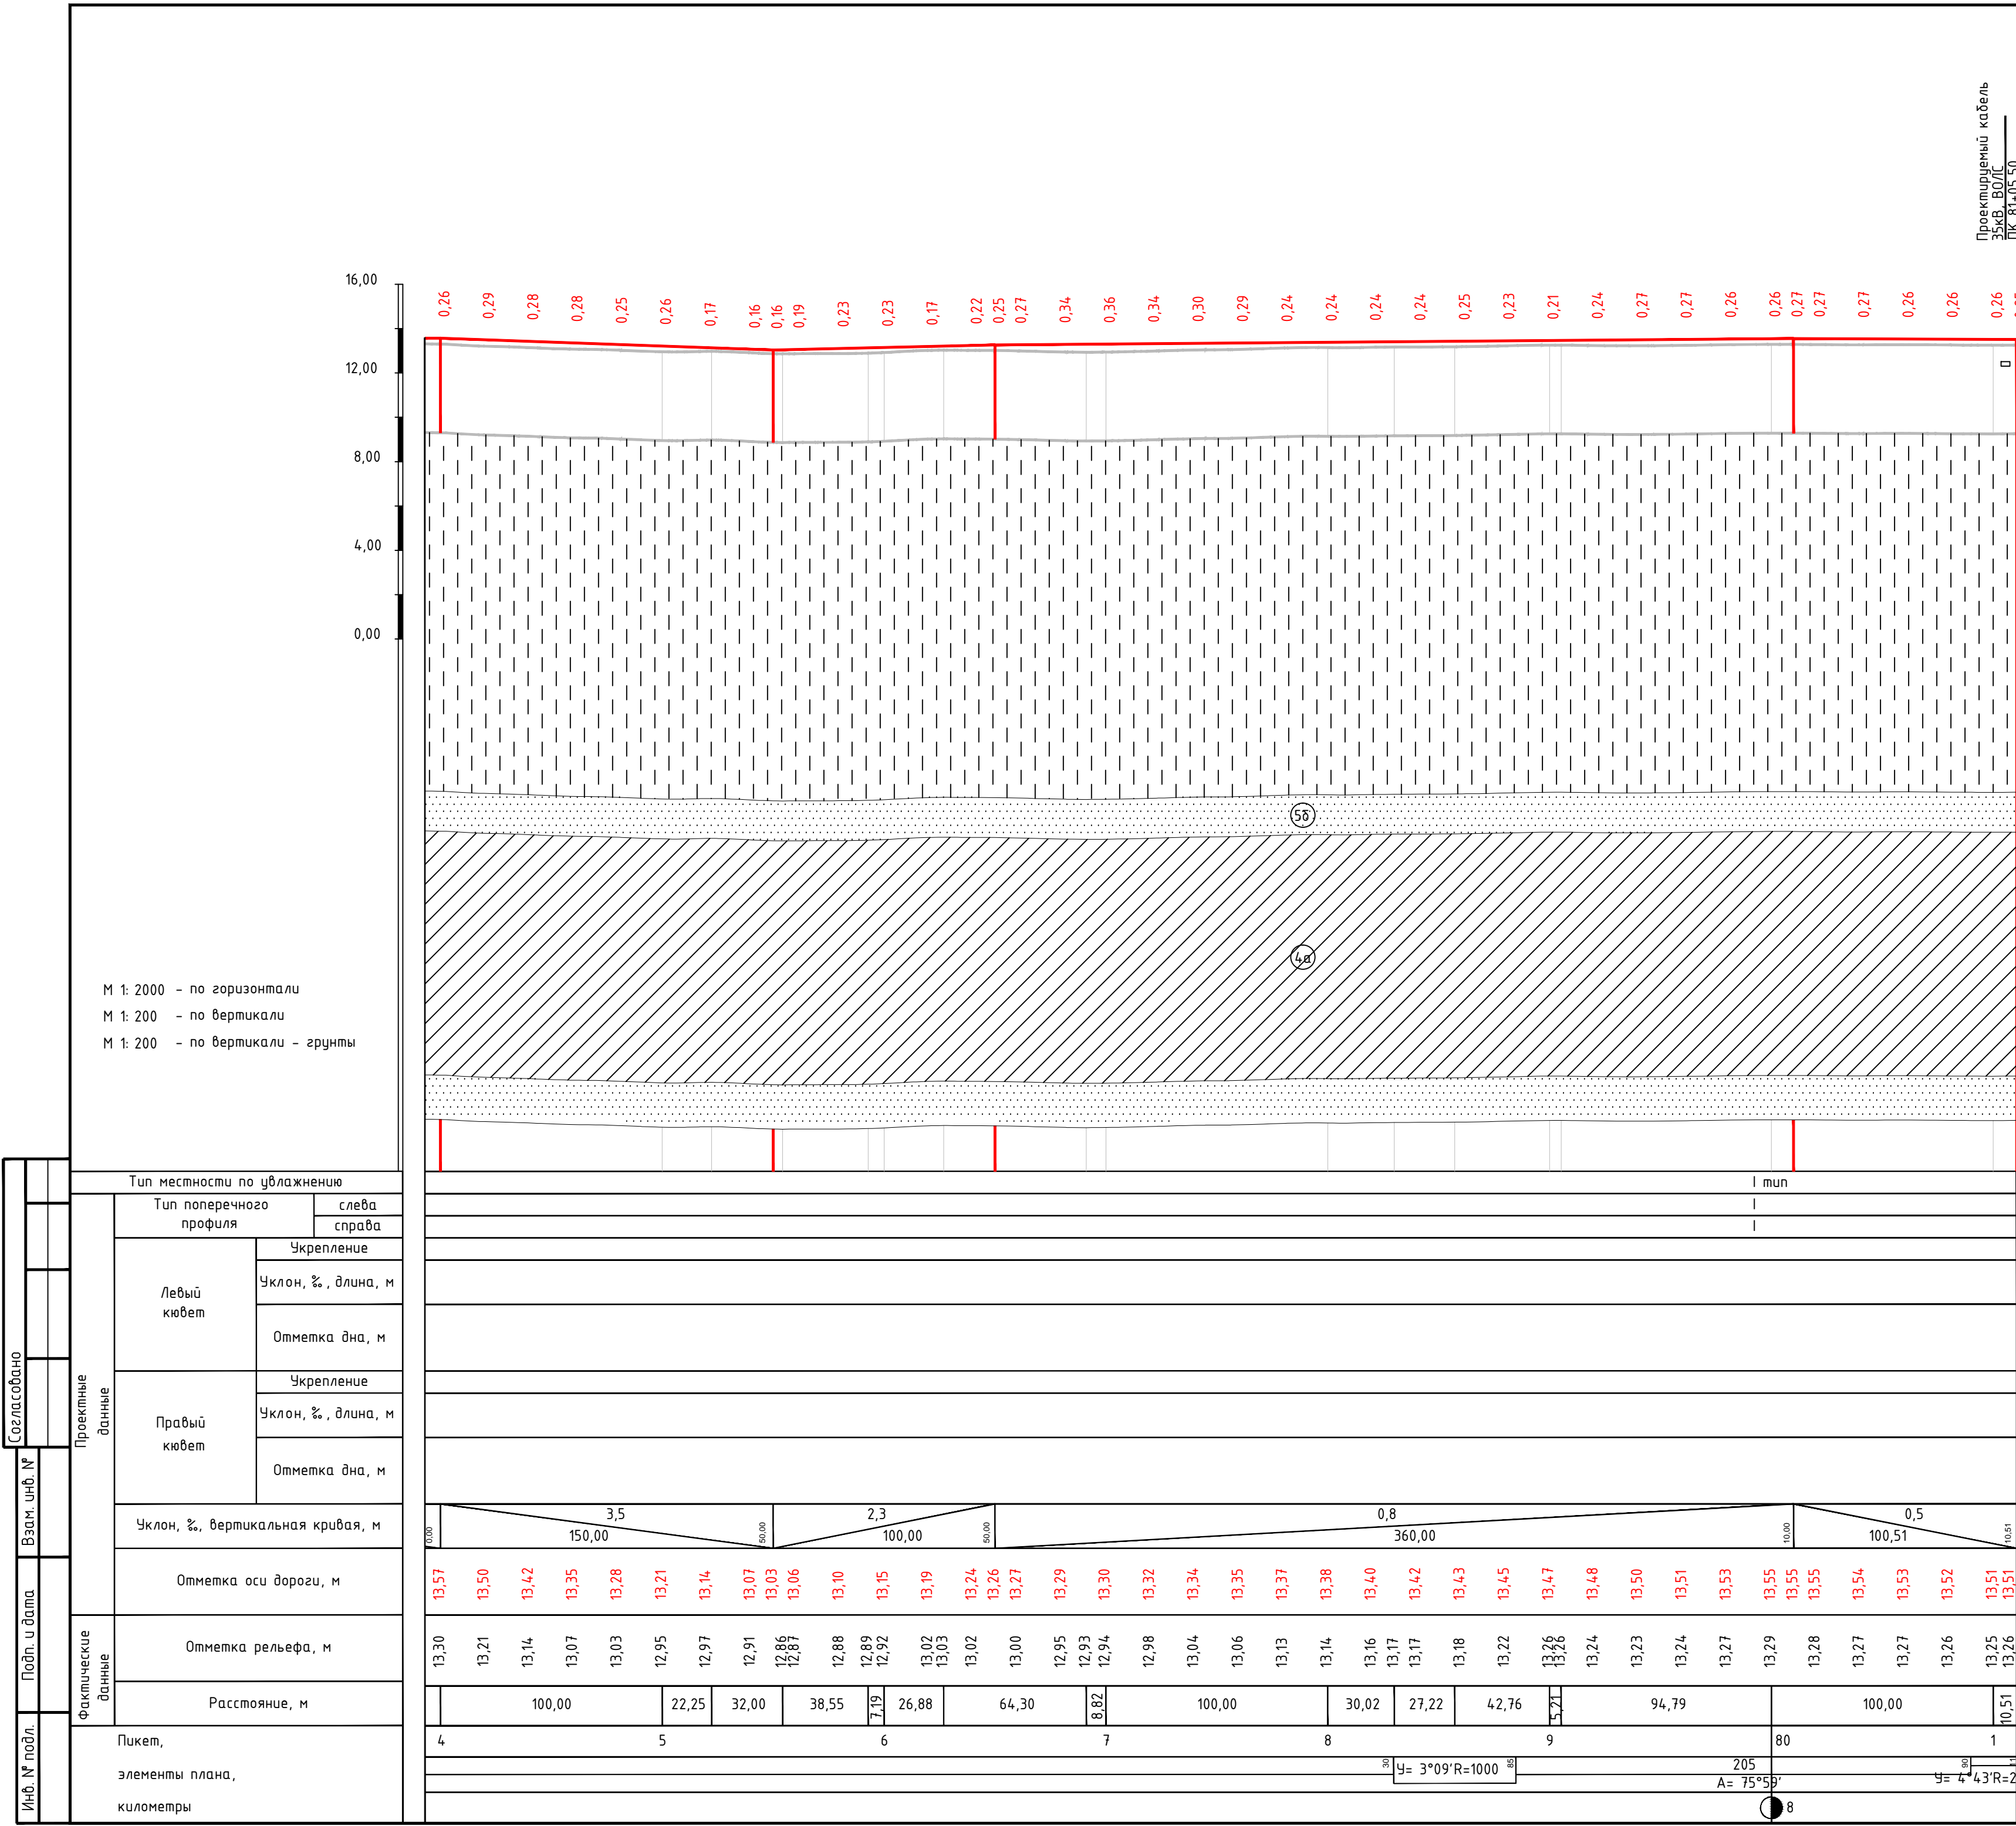 Проектируемый кабель
35кВ, ВОЛС
ПК 81+05,50
16,00
12,00
8,00
4,00
0,00
0,26 0,29 0,28 0,28 0,25 0,26 0,17 0,16 0,16 0,19 0,23 0,23 0,17 0,22 0,25 0,27 0,34 0,36 0,34 0,30 0,29 0,24 0,24 0,24 0,24 0,25 0,23 0,21 0,24 0,27 0,27 0,26 0,26 0,27 0,27 0,27 0,26 0,26 0,26
5б
4а
М 1: 2000 - по горизонтали
М 1: 200 - по вертикали
М 1: 200 - по вертикали - грунты
Тип местности по увлажнению
I тип
Тип поперечного профиля
слева
справа
Проектные данные
Левый кювет
Укрепление
Уклон, ‰, длина, м
Отметка дна, м
Правый кювет
Укрепление
Уклон, ‰, длина, м
Отметка дна, м
Уклон, ‰, вертикальная кривая, м
0,00 3,5 150,00 50,00 2,3 100,00 50,00 0,8 360,00 10,00 0,5 100,51 10,51
Отметка оси дороги, м
13,57 13,50 13,42 13,35 13,28 13,21 13,14 13,07 13,03 13,06 13,10 13,15 13,19 13,24 13,26 13,27 13,29 13,30 13,32 13,34 13,35 13,37 13,38 13,40 13,42 13,43 13,45 13,47 13,48 13,50 13,51 13,53 13,55 13,55 13,55 13,54 13,53 13,52 13,51 13,51
Фактические данные
Отметка рельефа, м
13,30 13,21 13,14 13,07 13,03 12,95 12,97 12,91 12,86 12,87 12,88 12,89 12,92 13,02 13,03 13,02 13,00 12,95 12,93 12,94 12,98 13,04 13,06 13,13 13,14 13,16 13,17 13,17 13,18 13,22 13,26 13,26 13,24 13,23 13,24 13,27 13,29 13,28 13,27 13,27 13,26 13,25 13,26
Расстояние, м
100,00 22,25 32,00 38,55 7,19 26,88 64,30 8,82 100,00 30,02 27,22 42,76 5,21 94,79 100,00 10,51
Пикет,
4 5 6 7 8 9 80 1
элементы плана,
30 У= 3°09'R=1000 85
205
А= 75°59'
90
У= 4°43'R=2
километры
8
Согласовано
Взам. инв. №
Подп. и дата
Инв. № подл.